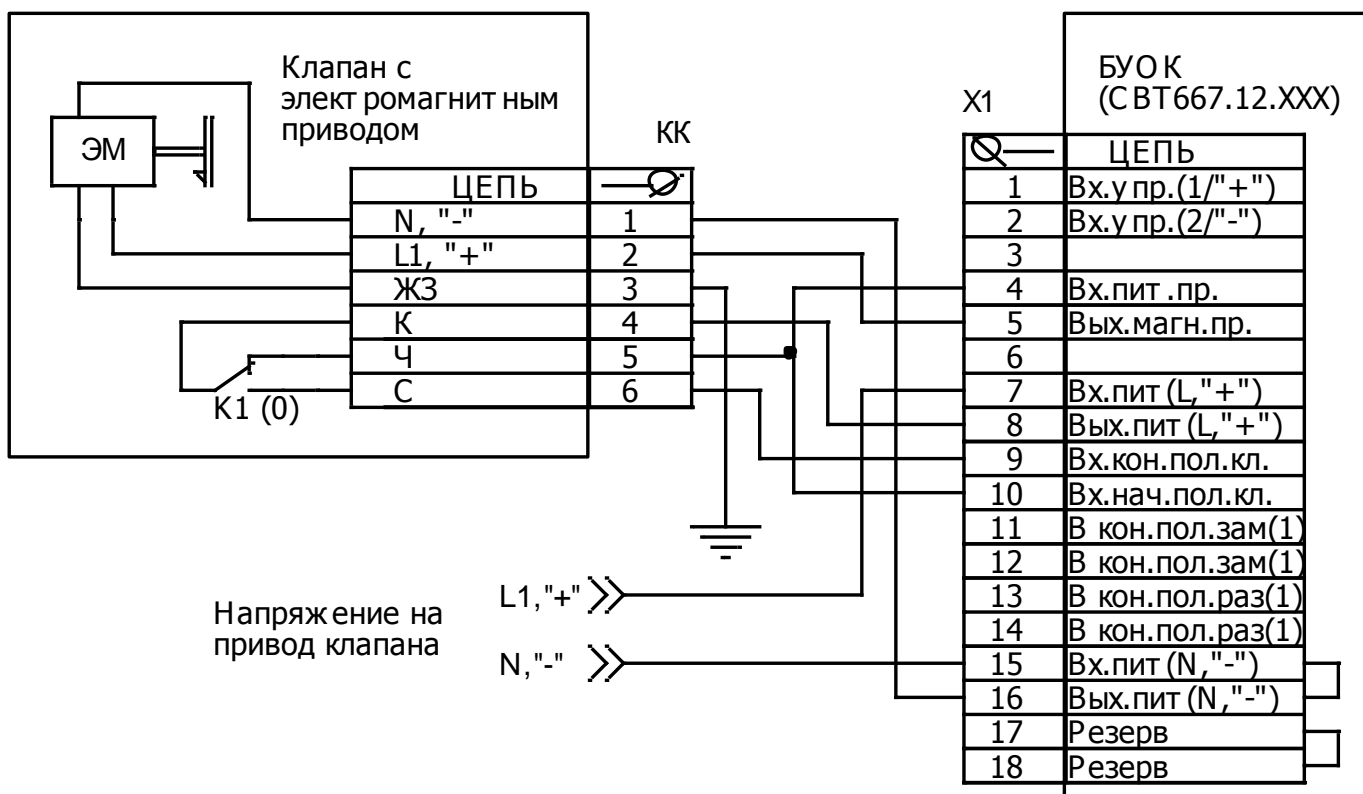 Клапан с
электромагнитным
приводом
ЭМ
КК
ЦЕПЬ
N, "-" 1
L1, "+" 2
ЖЗ 3
К 4
Ч 5
С 6
К1 (0)
Напряжение на
привод клапана
L1,"+"
N,"-"
БУОК
(СВТ667.12.ХХХ)
Х1
ЦЕПЬ
1 Вх.упр.(1/"+")
2 Вх.упр.(2/"-")
3
4 Вх.пит.пр.
5 Вых.магн.пр.
6
7 Вх.пит(L,"+")
8 Вых.пит(L,"+")
9 Вх.кон.пол.кл.
10 Вх.нач.пол.кл.
11 В кон.пол.зам(1)
12 В кон.пол.зам(1)
13 В кон.пол.раз(1)
14 В кон.пол.раз(1)
15 Вх.пит(N,"-")
16 Вых.пит(N,"-")
17 Резерв
18 Резерв